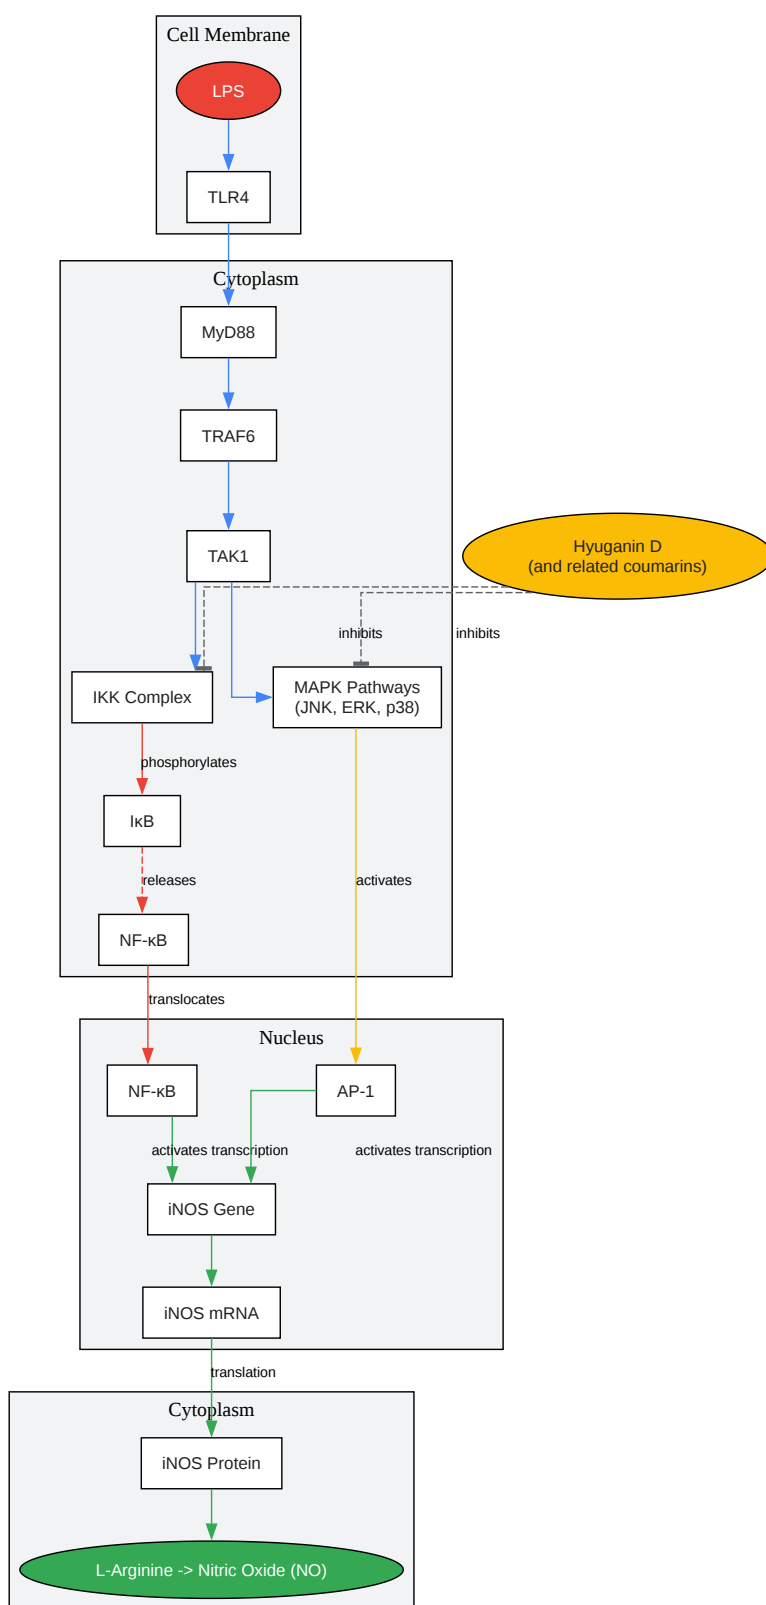 Cell Membrane
LPS
TLR4
Cytoplasm
MyD88
TRAF6
TAK1
Hyuganin D
(and related coumarins)
inhibits
inhibits
IKK Complex
MAPK Pathways
(JNK, ERK, p38)
phosphorylates
IκB
releases
activates
NF-κB
translocates
Nucleus
NF-κB
AP-1
activates transcription
activates transcription
iNOS Gene
iNOS mRNA
translation
Cytoplasm
iNOS Protein
L-Arginine -> Nitric Oxide (NO)